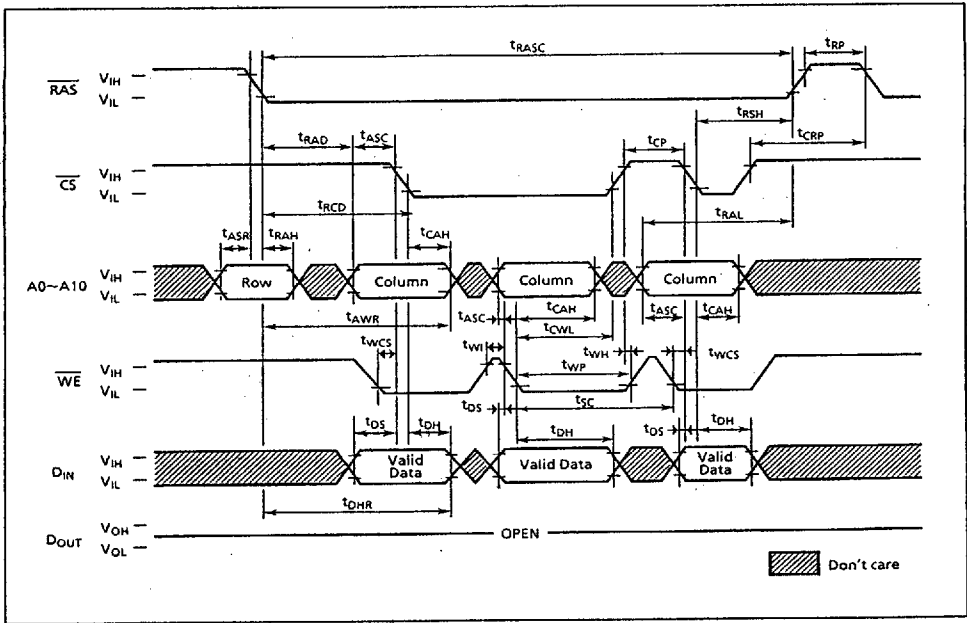 tRASC
tRP
RAS
VIH
VIL
tRSH
tRAD
tASC
tCP
tCRP
CS
VIH
VIL
tRCD
tRAL
tASR
tRAH
tCAH
A0~A10
VIH
VIL
Row
Column
Column
Column
tASC
tCAH
tASC
tCAH
tAWR
tCWL
tWCS
tWI
tWH
tWCS
WE
VIH
VIL
tWP
tSC
tDS
tDS
tDH
tDH
tDS
tDH
DIN
VIH
VIL
Valid Data
Valid Data
Valid Data
tDHR
DOUT
VOH
VOL
OPEN
Don't care